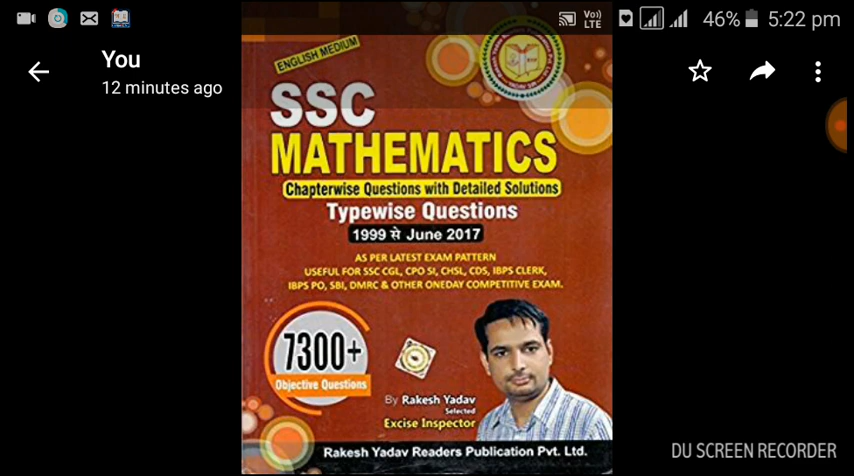 VoI)
LTE
46%
5:22 pm
You
12 minutes ago
ENGLISH MEDIUM
SSC
MATHEMATICS
Chapterwise Questions with Detailed Solutions
Typewise Questions
1999 से June 2017
AS PER LATEST EXAM PATTERN
USEFUL FOR SSC CGL, CPO SI, CHSL, CDS, IBPS CLERK,
IBPS PO, SBI, DMRC & OTHER ONEDAY COMPETITIVE EXAM.
7300+
Objective Questions
By Rakesh Yadav
Selected
Excise Inspector
Rakesh Yadav Readers Publication Pvt. Ltd.
DU SCREEN RECORDER